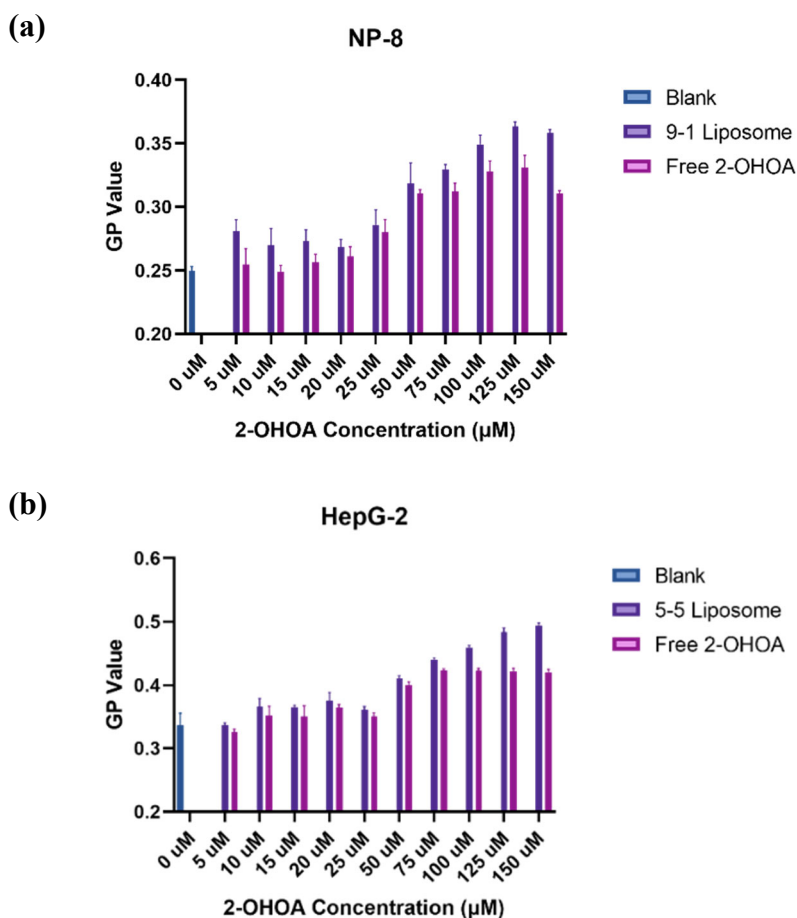 (a)
NP-8
0.40
0.35
0.30
0.25
0.20
GP Value
0 uM
5 uM
10 uM
15 uM
20 uM
25 uM
50 uM
75 uM
100 uM
125 uM
150 uM
2-OHOA Concentration (µM)
Blank
9-1 Liposome
Free 2-OHOA
(b)
HepG-2
0.6
0.5
0.4
0.3
0.2
GP Value
0 uM
5 uM
10 uM
15 uM
20 uM
25 uM
50 uM
75 uM
100 uM
125 uM
150 uM
2-OHOA Concentration (µM)
Blank
5-5 Liposome
Free 2-OHOA